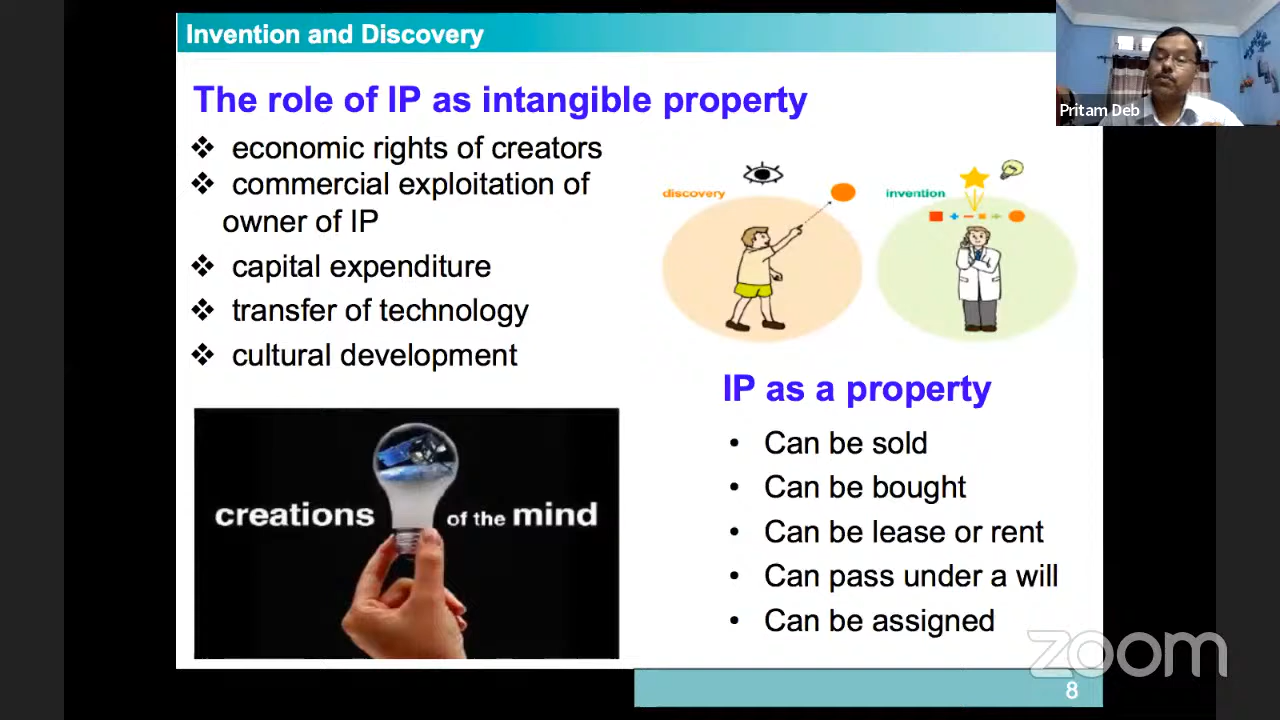 Invention and Discovery
Pritam Deb
The role of IP as intangible property
❖ economic rights of creators
❖ commercial exploitation of
owner of IP
❖ capital expenditure
❖ transfer of technology
❖ cultural development
discovery
invention
creations of the mind
IP as a property
• Can be sold
• Can be bought
• Can be lease or rent
• Can pass under a will
• Can be assigned
zoom
8